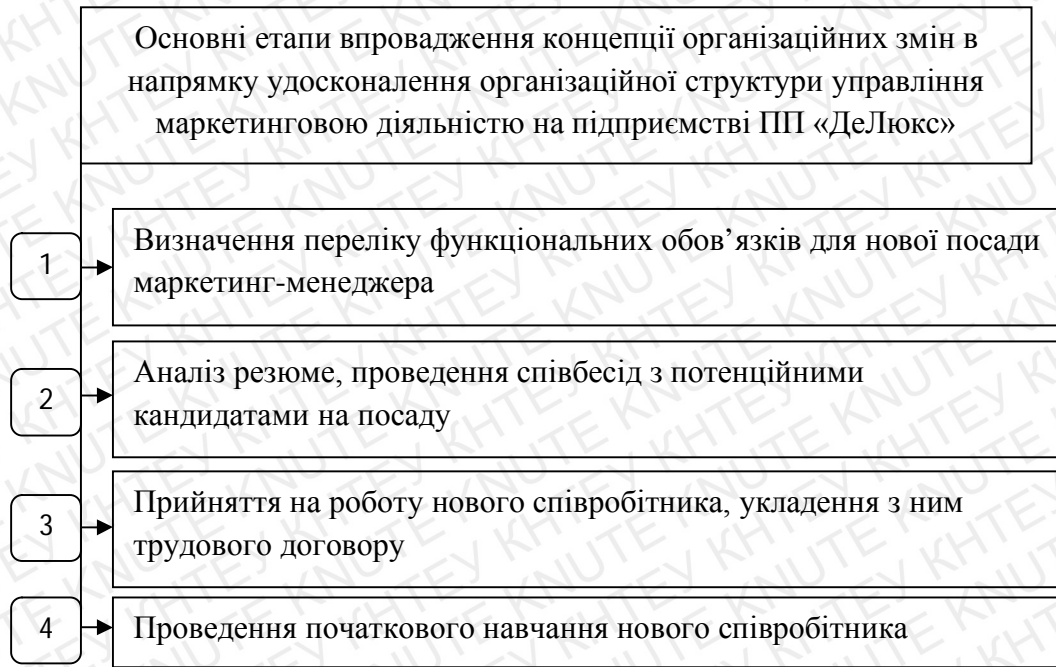 Основні етапи впровадження концепції організаційних змін в
напрямку удосконалення організаційної структури управління
маркетинговою діяльністю на підприємстві ПП «ДеЛюкс»
1
Визначення переліку функціональних обов’язків для нової посади
маркетинг-менеджера
2
Аналіз резюме, проведення співбесід з потенційними
кандидатами на посаду
3
Прийняття на роботу нового співробітника, укладення з ним
трудового договору
4
Проведення початкового навчання нового співробітника